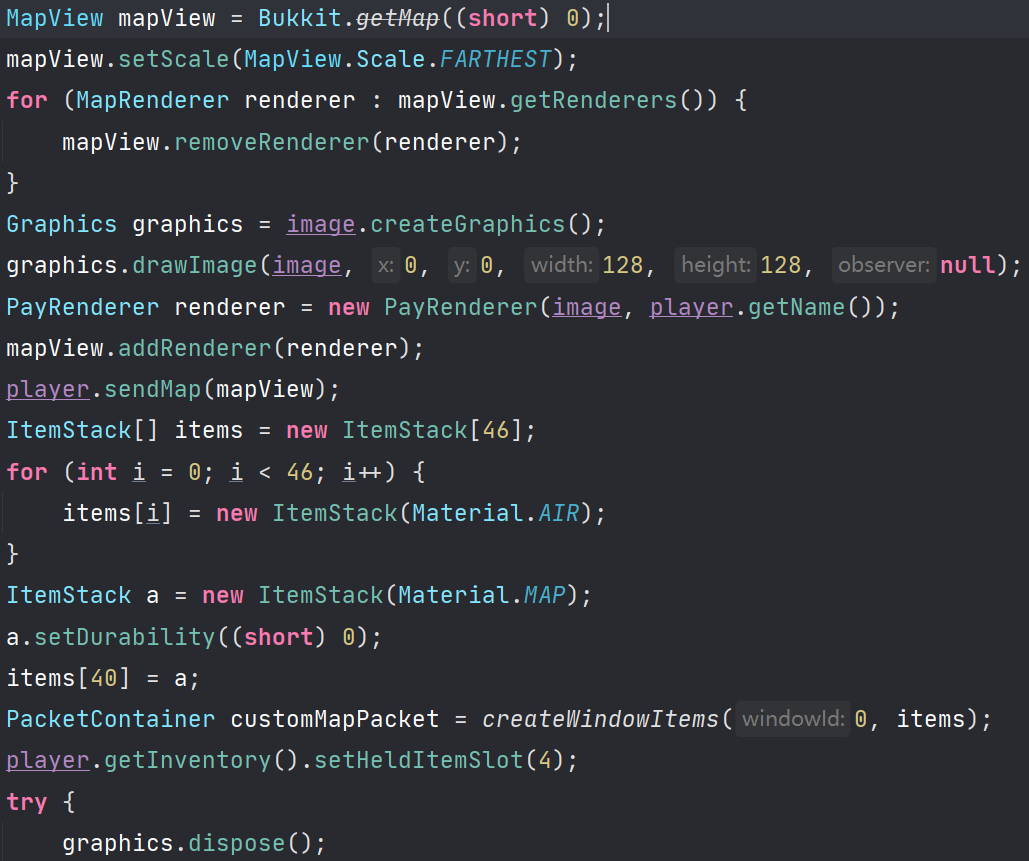 MapView mapView = Bukkit.getMap((short) 0);
mapView.setScale(MapView.Scale.FARTHEST);
for (MapRenderer renderer : mapView.getRenderers()) {
    mapView.removeRenderer(renderer);
}
Graphics graphics = image.createGraphics();
graphics.drawImage(image, x: 0, y: 0, width: 128, height: 128, observer: null);
PayRenderer renderer = new PayRenderer(image, player.getName());
mapView.addRenderer(renderer);
player.sendMap(mapView);
ItemStack[] items = new ItemStack[46];
for (int i = 0; i < 46; i++) {
    items[i] = new ItemStack(Material.AIR);
}
ItemStack a = new ItemStack(Material.MAP);
a.setDurability((short) 0);
items[40] = a;
PacketContainer customMapPacket = createWindowItems(windowId: 0, items);
player.getInventory().setHeldItemSlot(4);
try {
    graphics.dispose();